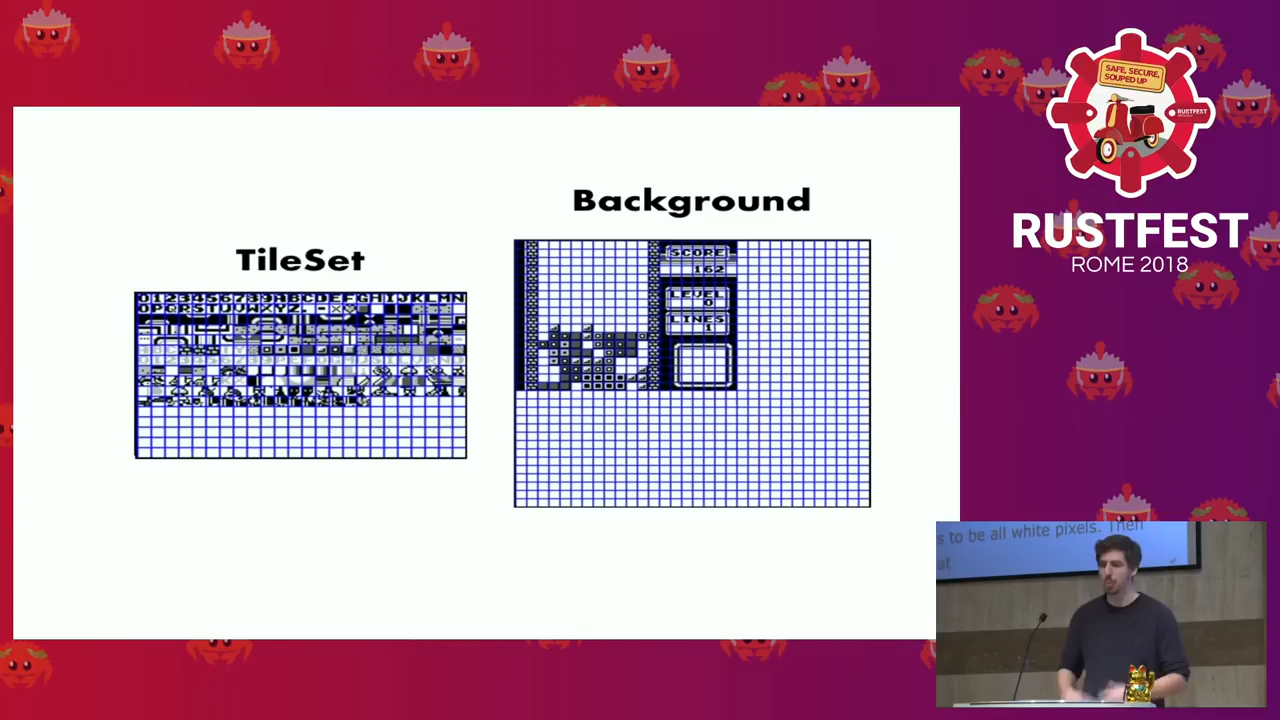 SAFE, SECURE,
SOUPED UP
RUSTFEST
RUSTFEST
ROME 2018
Background
TileSet
0123456789ABCDEFGHIJKLMN
OPQRSTUVWXYZ
SCORE
162
LEVEL
0
LINES
1
s to be all white pixels. Then